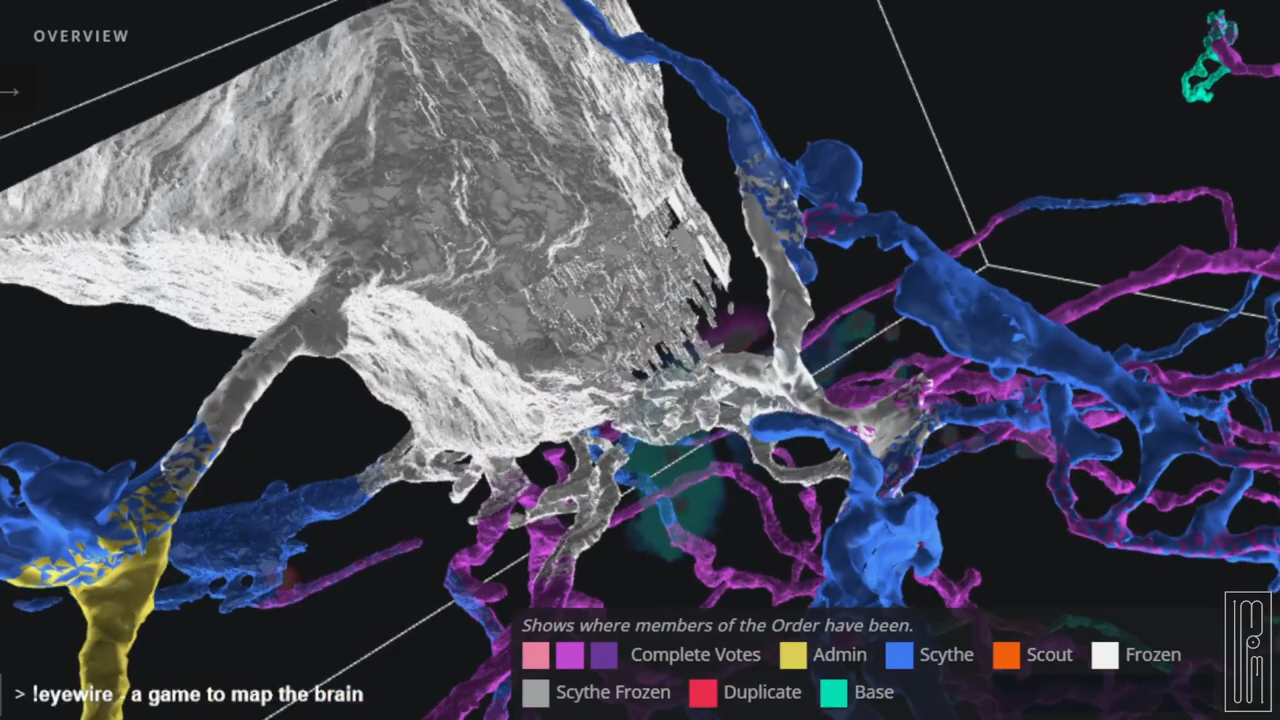 OVERVIEW
Shows where members of the Order have been.
Complete Votes Admin Scythe Scout Frozen
Scythe Frozen Duplicate Base
> !eyewire - a game to map the brain